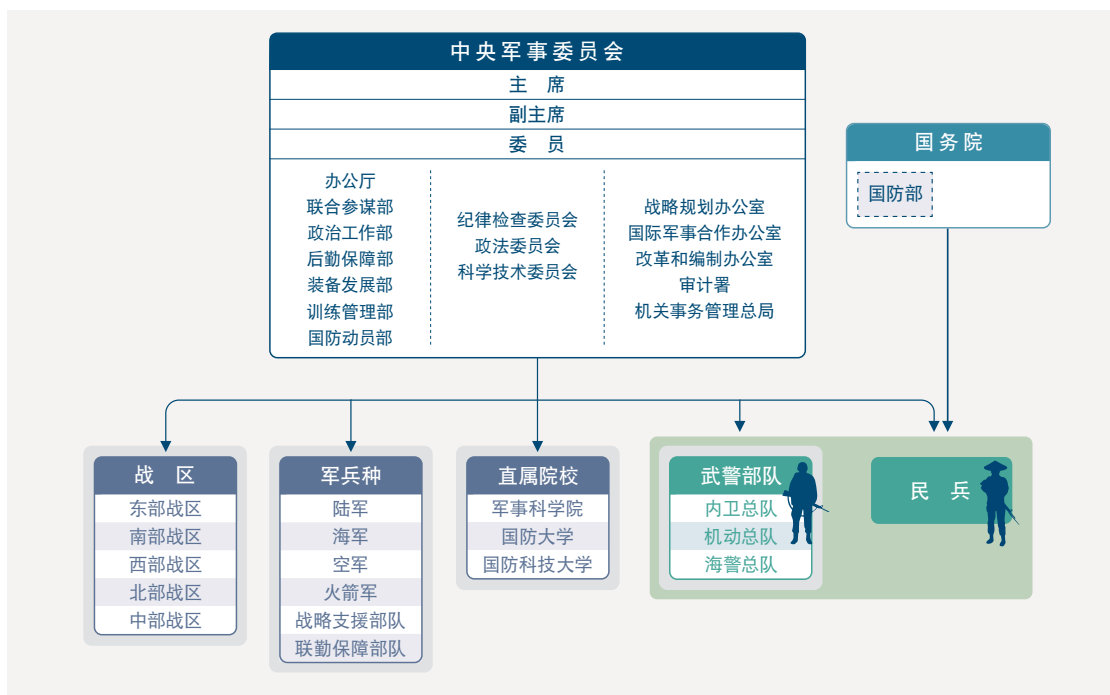 中央军事委员会
主 席
副主席
委 员
办公厅
联合参谋部
政治工作部
后勤保障部
装备发展部
训练管理部
国防动员部
纪律检查委员会
政法委员会
科学技术委员会
战略规划办公室
国际军事合作办公室
改革和编制办公室
审计署
机关事务管理总局
国务院
国防部
战 区
东部战区
南部战区
西部战区
北部战区
中部战区
军兵种
陆军
海军
空军
火箭军
战略支援部队
联勤保障部队
直属院校
军事科学院
国防大学
国防科技大学
武警部队
内卫总队
机动总队
海警总队
民 兵